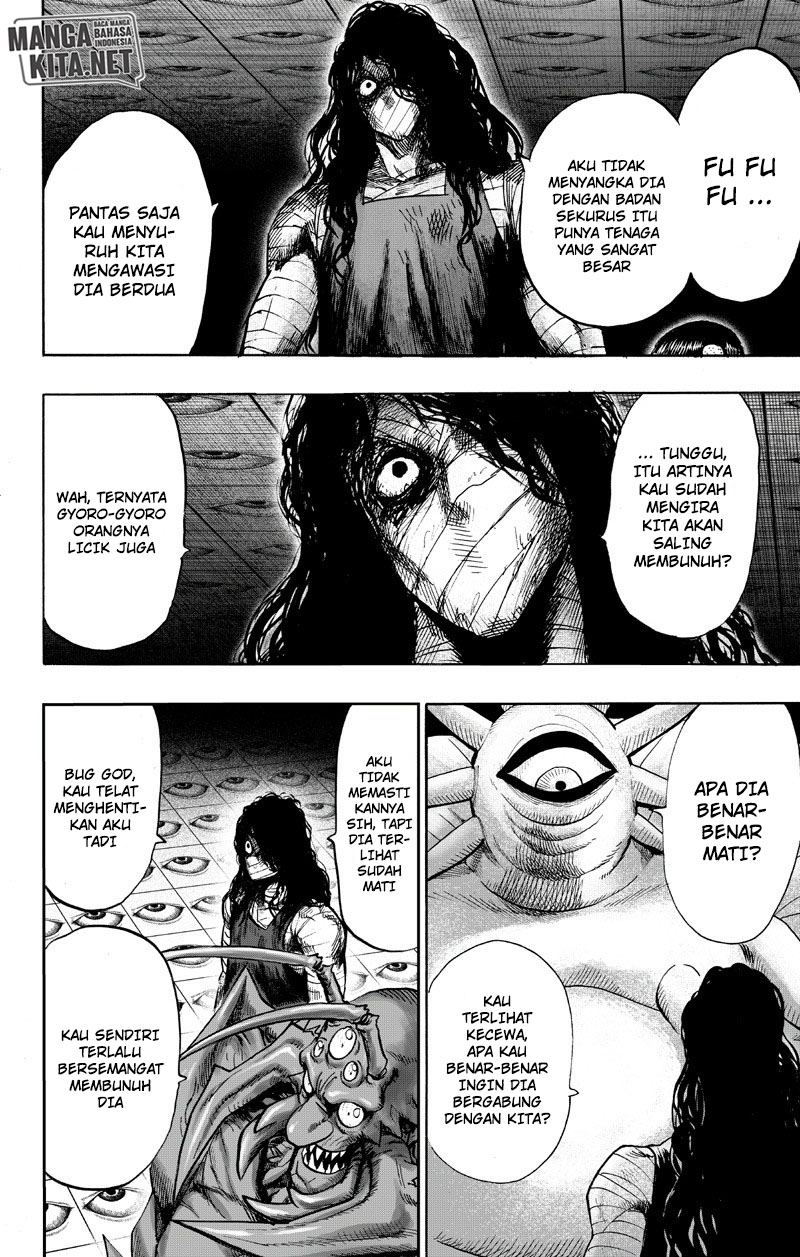 MANGA
KITA.NET
BACA MANGA
BAHASA
INDONESIA
FU FU
FU ...
AKU TIDAK
MENYANGKA DIA
DENGAN BADAN
SEKURUS ITU
PUNYA TENAGA
YANG SANGAT
BESAR
PANTAS SAJA
KAU MENYU-
RUH KITA
MENGAWASI
DIA BERDUA
... TUNGGU,
ITU ARTINYA
KAU SUDAH
MENGIRA
KITA AKAN
SALING
MEMBUNUH?
WAH, TERNYATA
GYORO-GYORO
ORANGNYA
LICIK JUGA
APA DIA
BENAR-
BENAR
MATI?
KAU
TERLIHAT
KECEWA,
APA KAU
BENAR-BENAR
INGIN DIA
BERGABUNG
DENGAN KITA?
AKU
TIDAK
MEMASTI
KANNYA
SIH, TAPI
DIA TER-
LIHAT
SUDAH
MATI
BUG GOD,
KAU TELAT
MENGHENTI-
KAN AKU
TADI
KAU SENDIRI
TERLALU
BERSEMANGAT
MEMBUNUH
DIA